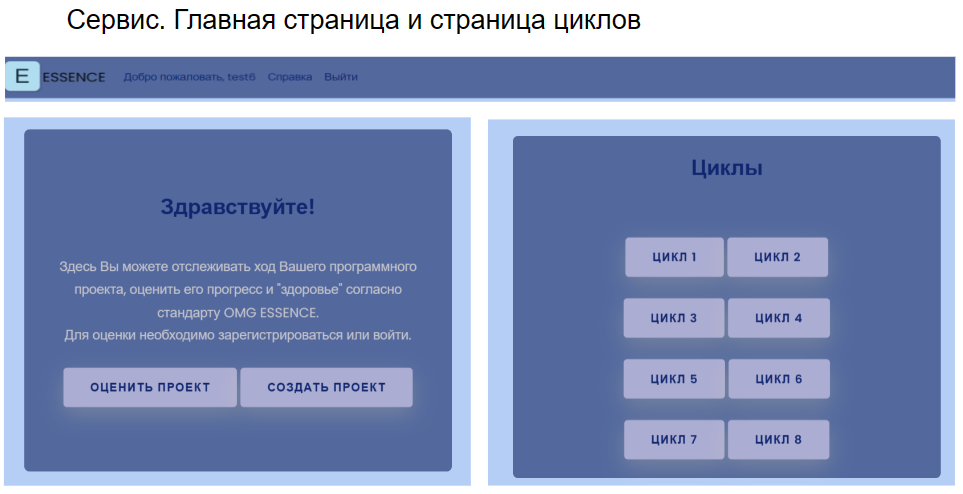 Сервис. Главная страница и страница циклов
E ESSENCE Добро пожаловать, test6 Справка Выйти
Здравствуйте!
Здесь Вы можете отслеживать ход Вашего программного
проекта, оценить его прогресс и "здоровье" согласно
стандарту OMG ESSENCE.
Для оценки необходимо зарегистрироваться или войти.
ОЦЕНИТЬ ПРОЕКТ СОЗДАТЬ ПРОЕКТ
Циклы
ЦИКЛ 1 ЦИКЛ 2
ЦИКЛ 3 ЦИКЛ 4
ЦИКЛ 5 ЦИКЛ 6
ЦИКЛ 7 ЦИКЛ 8